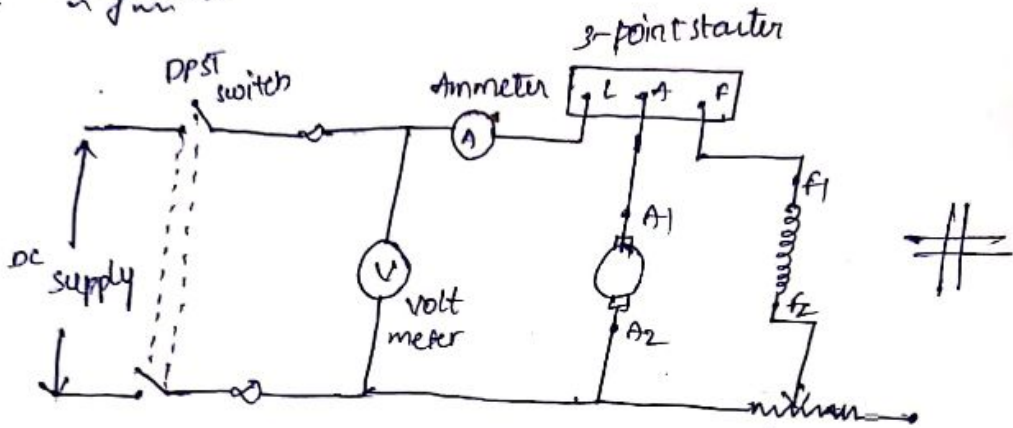 3-point starter
DPST
switch
Ammeter
L A F
A
f1
A1
DC
supply
V
volt
meter
f2
A2